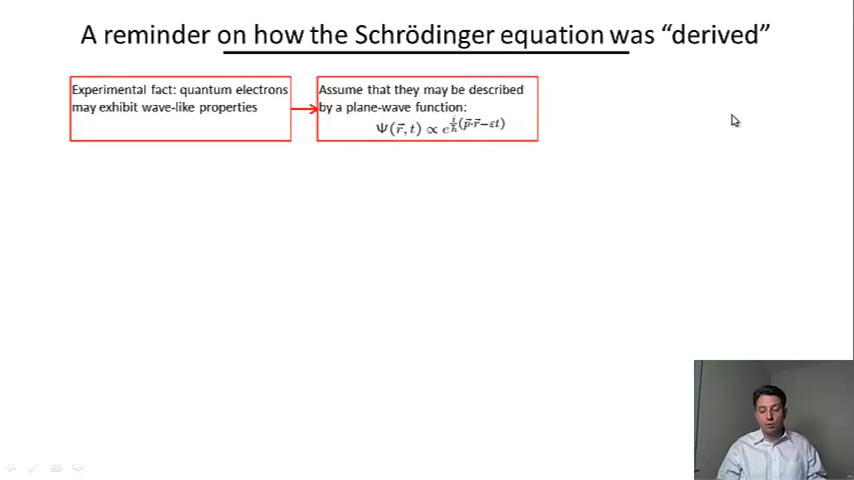 A reminder on how the Schrödinger equation was “derived”
Experimental fact: quantum electrons
may exhibit wave-like properties
Assume that they may be described
by a plane-wave function:
Ψ(r⃗, t) ∝ e^{i/ħ(p⃗·r⃗−εt)}